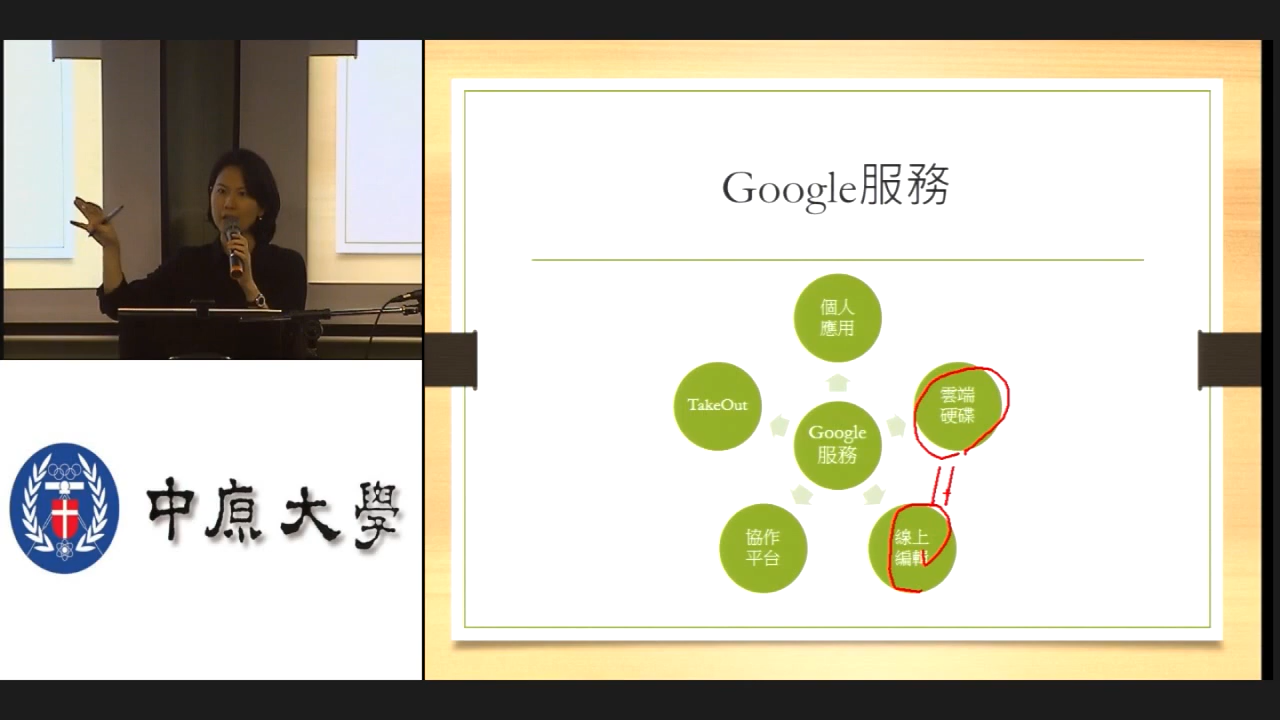 Google服務
個人
應用
雲端
硬碟
TakeOut
Google
服務
線上
編輯
協作
平台
中原大學